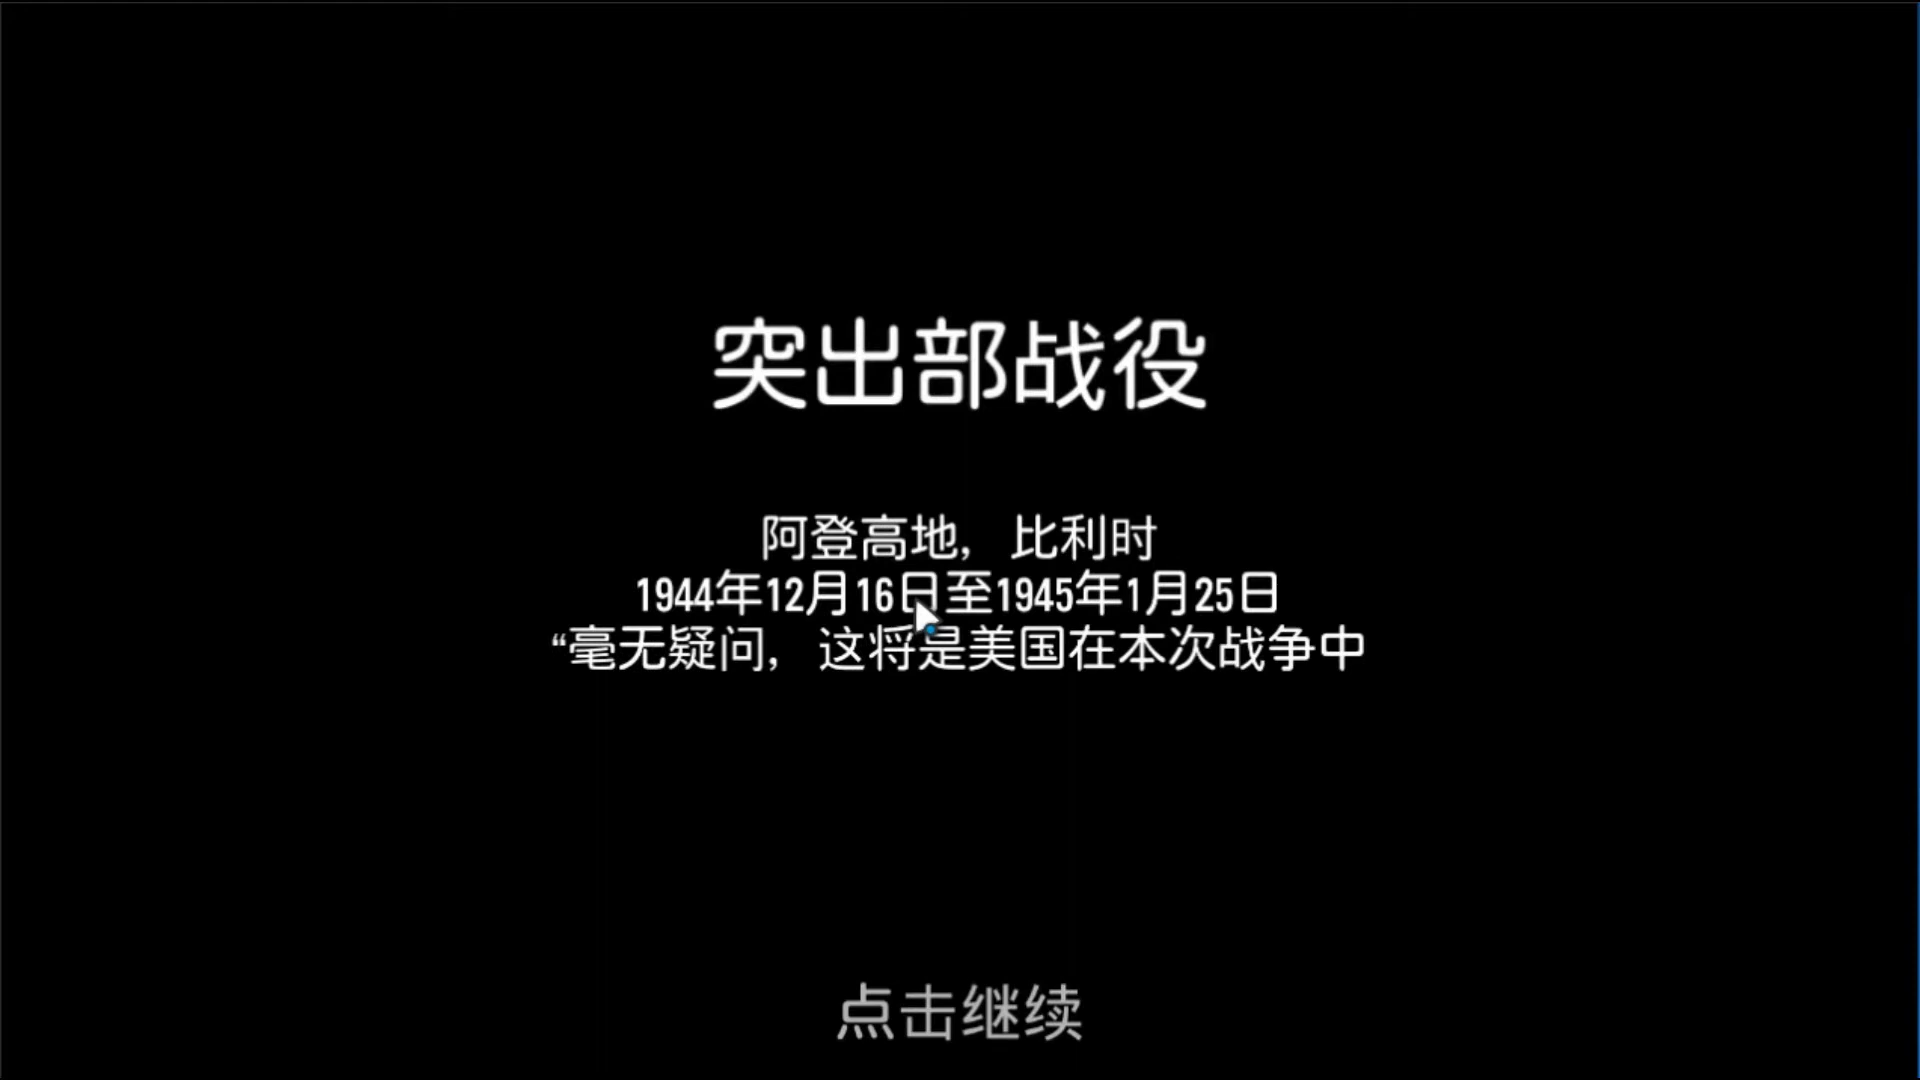 突出部战役
阿登高地，比利时
1944年12月16日至1945年1月25日
“毫无疑问，这将是美国在本次战争中
点击继续